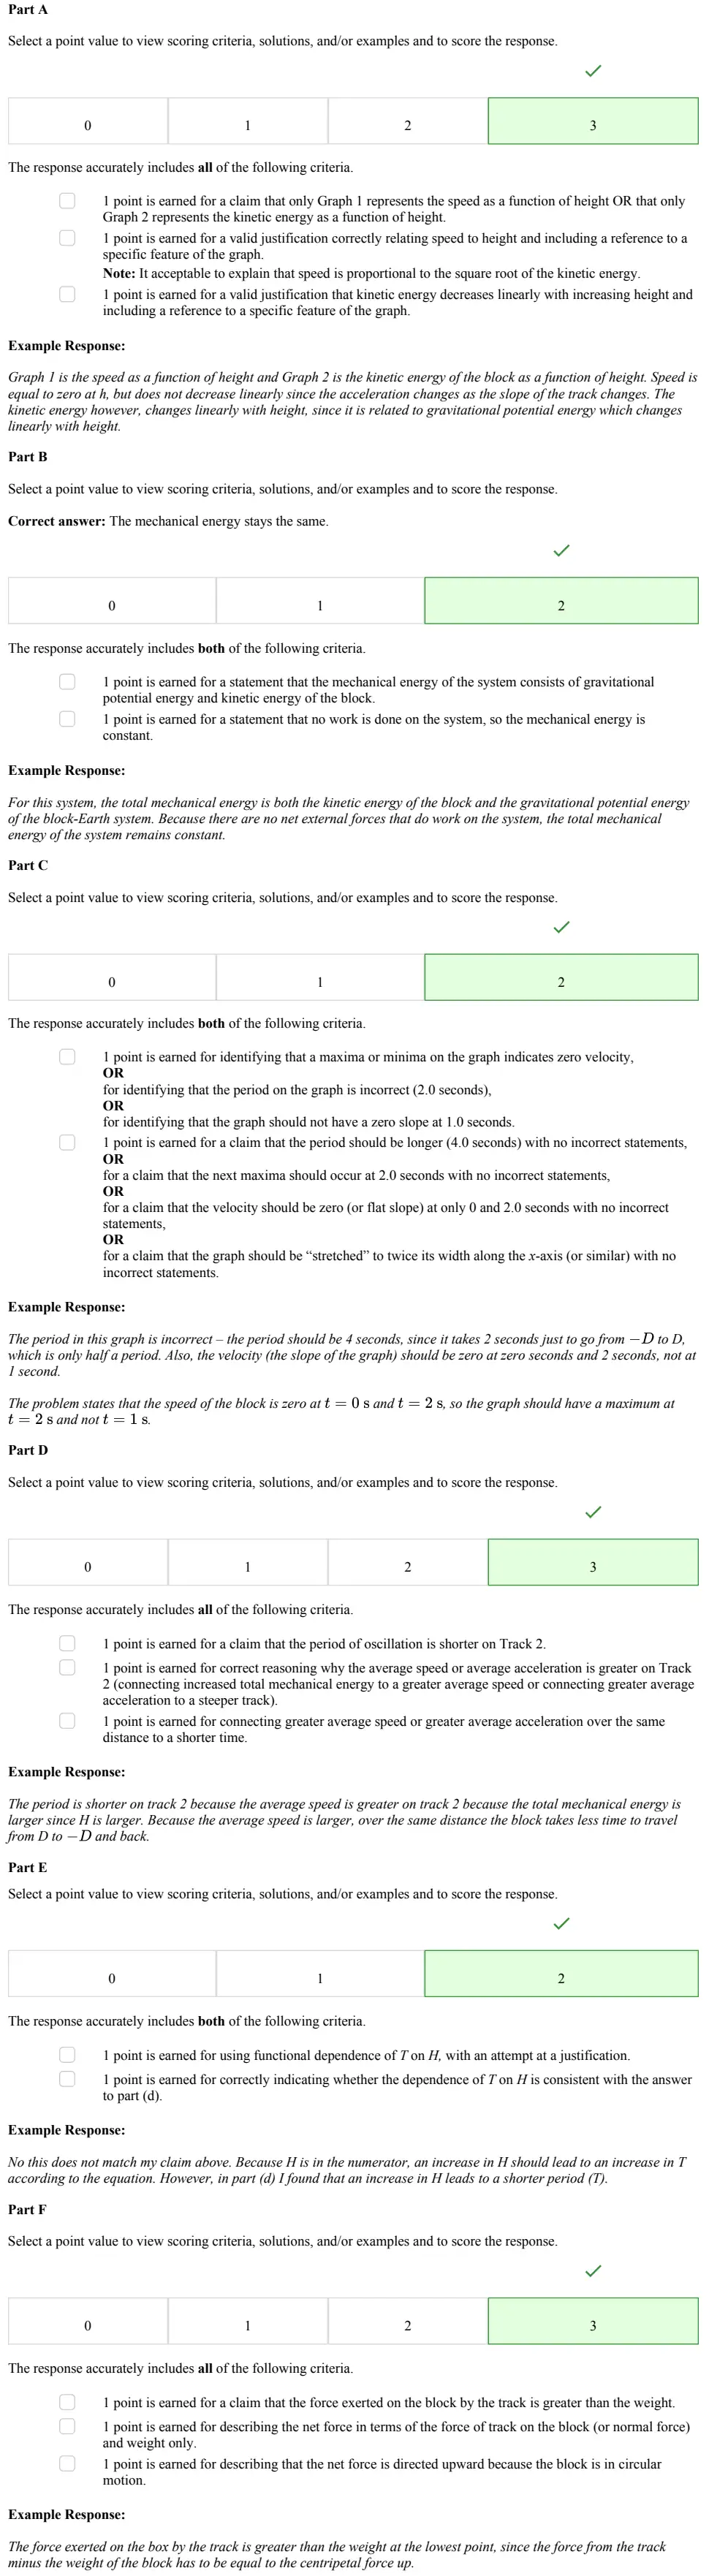 Part A
Select a point value to view scoring criteria, solutions, and/or examples and to score the response.
0
1
2
3
The response accurately includes all of the following criteria.
1 point is earned for a claim that only Graph 1 represents the speed as a function of height OR that only
Graph 2 represents the kinetic energy as a function of height.
1 point is earned for a valid justification correctly relating speed to height and including a reference to a
specific feature of the graph.
Note: It acceptable to explain that speed is proportional to the square root of the kinetic energy.
1 point is earned for a valid justification that kinetic energy decreases linearly with increasing height and
including a reference to a specific feature of the graph.
Example Response:
Graph 1 is the speed as a function of height and Graph 2 is the kinetic energy of the block as a function of height. Speed is
equal to zero at h, but does not decrease linearly since the acceleration changes as the slope of the track changes. The
kinetic energy however, changes linearly with height, since it is related to gravitational potential energy which changes
linearly with height.
Part B
Select a point value to view scoring criteria, solutions, and/or examples and to score the response.
Correct answer: The mechanical energy stays the same.
0
1
2
The response accurately includes both of the following criteria.
1 point is earned for a statement that the mechanical energy of the system consists of gravitational
potential energy and kinetic energy of the block.
1 point is earned for a statement that no work is done on the system, so the mechanical energy is
constant.
Example Response:
For this system, the total mechanical energy is both the kinetic energy of the block and the gravitational potential energy
of the block-Earth system. Because there are no net external forces that do work on the system, the total mechanical
energy of the system remains constant.
Part C
Select a point value to view scoring criteria, solutions, and/or examples and to score the response.
0
1
2
The response accurately includes both of the following criteria.
1 point is earned for identifying that a maxima or minima on the graph indicates zero velocity,
OR
for identifying that the period on the graph is incorrect (2.0 seconds),
OR
for identifying that the graph should not have a zero slope at 1.0 seconds.
1 point is earned for a claim that the period should be longer (4.0 seconds) with no incorrect statements,
OR
for a claim that the next maxima should occur at 2.0 seconds with no incorrect statements,
OR
for a claim that the velocity should be zero (or flat slope) at only 0 and 2.0 seconds with no incorrect
statements,
OR
for a claim that the graph should be “stretched” to twice its width along the x-axis (or similar) with no
incorrect statements.
Example Response:
The period in this graph is incorrect – the period should be 4 seconds, since it takes 2 seconds just to go from −D to D,
which is only half a period. Also, the velocity (the slope of the graph) should be zero at zero seconds and 2 seconds, not at
1 second.
The problem states that the speed of the block is zero at t = 0 s and t = 2 s, so the graph should have a maximum at
t = 2 s and not t = 1 s.
Part D
Select a point value to view scoring criteria, solutions, and/or examples and to score the response.
0
1
2
3
The response accurately includes all of the following criteria.
1 point is earned for a claim that the period of oscillation is shorter on Track 2.
1 point is earned for correct reasoning why the average speed or average acceleration is greater on Track
2 (connecting increased total mechanical energy to a greater average speed or connecting greater average
acceleration to a steeper track).
1 point is earned for connecting greater average speed or greater average acceleration over the same
distance to a shorter time.
Example Response:
The period is shorter on track 2 because the average speed is greater on track 2 because the total mechanical energy is
larger since H is larger. Because the average speed is larger, over the same distance the block takes less time to travel
from D to −D and back.
Part E
Select a point value to view scoring criteria, solutions, and/or examples and to score the response.
0
1
2
The response accurately includes both of the following criteria.
1 point is earned for using functional dependence of T on H, with an attempt at a justification.
1 point is earned for correctly indicating whether the dependence of T on H is consistent with the answer
to part (d).
Example Response:
No this does not match my claim above. Because H is in the numerator, an increase in H should lead to an increase in T
according to the equation. However, in part (d) I found that an increase in H leads to a shorter period (T).
Part F
Select a point value to view scoring criteria, solutions, and/or examples and to score the response.
0
1
2
3
The response accurately includes all of the following criteria.
1 point is earned for a claim that the force exerted on the block by the track is greater than the weight.
1 point is earned for describing the net force in terms of the force of track on the block (or normal force)
and weight only.
1 point is earned for describing that the net force is directed upward because the block is in circular
motion.
Example Response:
The force exerted on the box by the track is greater than the weight at the lowest point, since the force from the track
minus the weight of the block has to be equal to the centripetal force up.